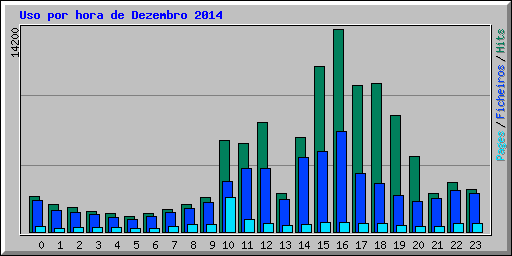 Uso por hora de Dezembro 2014
14200
Pages / Ficheiros / Hits
0 1 2 3 4 5 6 7 8 9 10 11 12 13 14 15 16 17 18 19 20 21 22 23